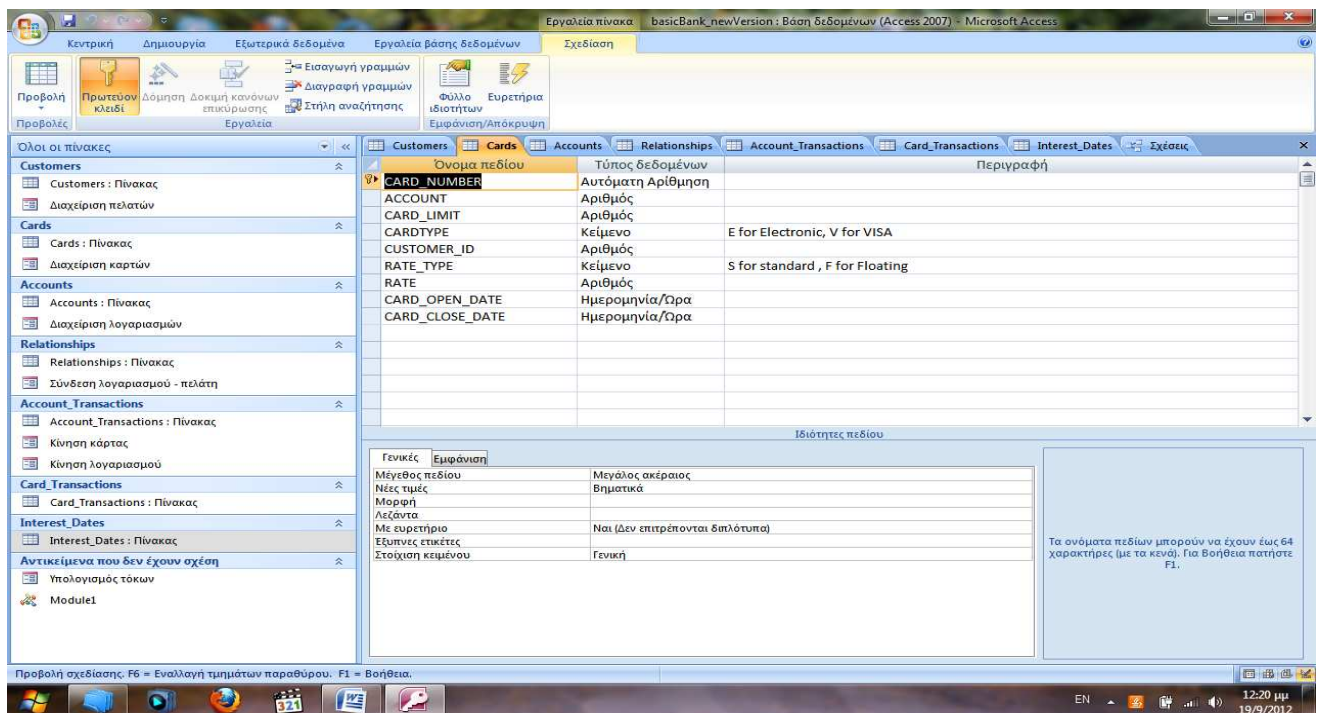 Εργαλεία πίνακα basicBank_newVersion : Βάση δεδομένων (Access 2007) - Microsoft Access
Κεντρική Δημιουργία Εξωτερικά δεδομένα Εργαλεία βάσης δεδομένων Σχεδίαση
Προβολή
Πρωτεύον κλειδί
Δόμηση
Δοκιμή κανόνων επικύρωσης
Εισαγωγή γραμμών
Διαγραφή γραμμών
Στήλη αναζήτησης
Φύλλο ιδιοτήτων
Ευρετήρια
Προβολές Εργαλεία Εμφάνιση/Απόκρυψη
Όλοι οι πίνακες
Customers
Customers : Πίνακας
Διαχείριση πελατών
Cards
Cards : Πίνακας
Διαχείριση καρτών
Accounts
Accounts : Πίνακας
Διαχείριση λογαριασμών
Relationships
Relationships : Πίνακας
Σύνδεση λογαριασμού - πελάτη
Account_Transactions
Account_Transactions : Πίνακας
Κίνηση κάρτας
Κίνηση λογαριασμού
Card_Transactions
Card_Transactions : Πίνακας
Interest_Dates
Interest_Dates : Πίνακας
Αντικείμενα που δεν έχουν σχέση
Υπολογισμός τόκων
Module1
Customers Cards Accounts Relationships Account_Transactions Card_Transactions Interest_Dates Σχέσεις
Όνομα πεδίου Τύπος δεδομένων Περιγραφή
CARD_NUMBER Αυτόματη Αρίθμηση
ACCOUNT Αριθμός
CARD_LIMIT Αριθμός
CARDTYPE Κείμενο E for Electronic, V for VISA
CUSTOMER_ID Αριθμός
RATE_TYPE Κείμενο S for standard , F for Floating
RATE Αριθμός
CARD_OPEN_DATE Ημερομηνία/Ώρα
CARD_CLOSE_DATE Ημερομηνία/Ώρα
Ιδιότητες πεδίου
Γενικές Εμφάνιση
Μέγεθος πεδίου Μεγάλος ακέραιος
Νέες τιμές Βηματικά
Μορφή
Λεζάντα
Με ευρετήριο Ναι (Δεν επιτρέπονται διπλότυπα)
Έξυπνες ετικέτες
Στοίχιση κειμένου Γενική
Τα ονόματα πεδίων μπορούν να έχουν έως 64
χαρακτήρες (με τα κενά). Για Βοήθεια πατήστε
F1.
Προβολή σχεδίασης. F6 = Εναλλαγή τμημάτων παραθύρου. F1 = Βοήθεια.
321
EN
12:20 μμ
19/9/2012